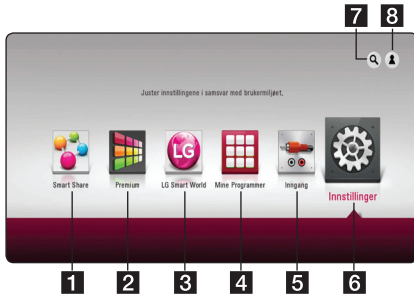 7 8
Juster innstillingene i samsvar med brukermiljøet.
LG
Smart Share Premium LG Smart World Mine Programmer Inngang Innstillinger
1 2 3 4 5 6